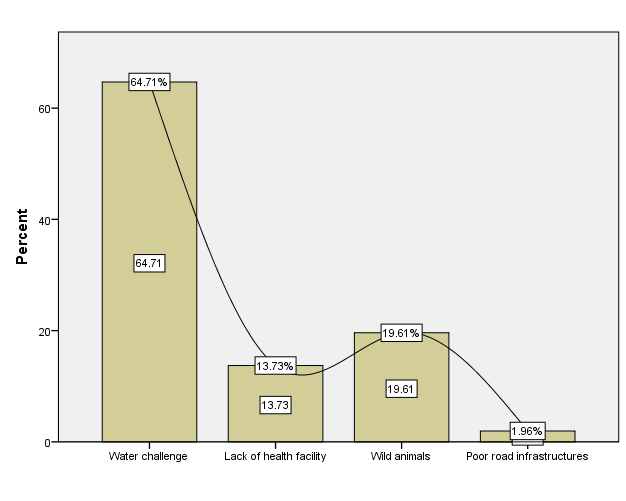 Percent
60
40
20
0
64.71%
64.71
13.73%
13.73
19.61%
19.61
1.96%
Water challenge
Lack of health facility
Wild animals
Poor road infrastructures